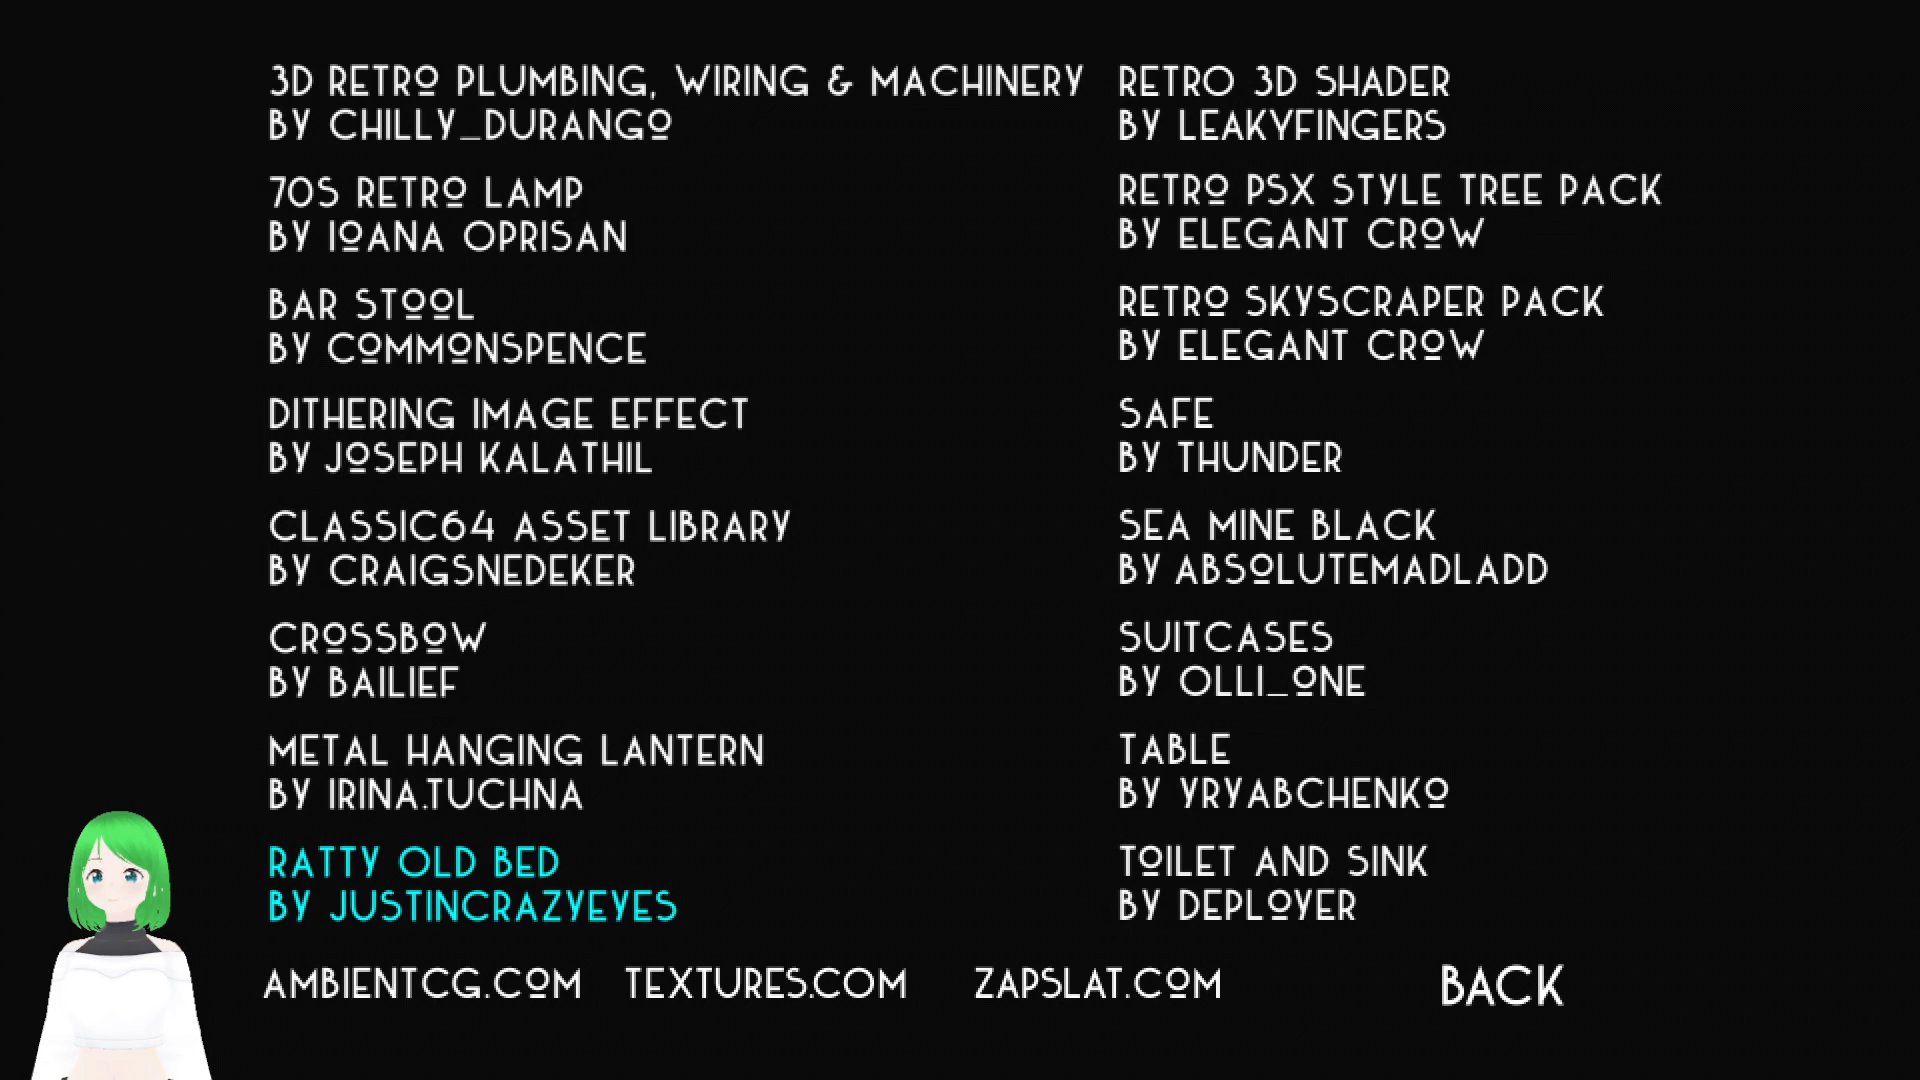 3D RETRO PLUMBING, WIRING & MACHINERY
BY CHILLY_DURANGO
70S RETRO LAMP
BY IOANA OPRISAN
BAR STOOL
BY COMMONSPENCE
DITHERING IMAGE EFFECT
BY JOSEPH KALATHIL
CLASSIC64 ASSET LIBRARY
BY CRAIGSNEDEKER
CROSSBOW
BY BAILIEF
METAL HANGING LANTERN
BY IRINA.TUCHNA
RATTY OLD BED
BY JUSTINCRAZYEYES
RETRO 3D SHADER
BY LEAKYFINGERS
RETRO PSX STYLE TREE PACK
BY ELEGANT CROW
RETRO SKYSCRAPER PACK
BY ELEGANT CROW
SAFE
BY THUNDER
SEA MINE BLACK
BY ABSOLUTEMADLADD
SUITCASES
BY OLLI_ONE
TABLE
BY YRYABCHENKO
TOILET AND SINK
BY DEPLOYER
AMBIENTCG.COM TEXTURES.COM ZAPSLAT.COM BACK